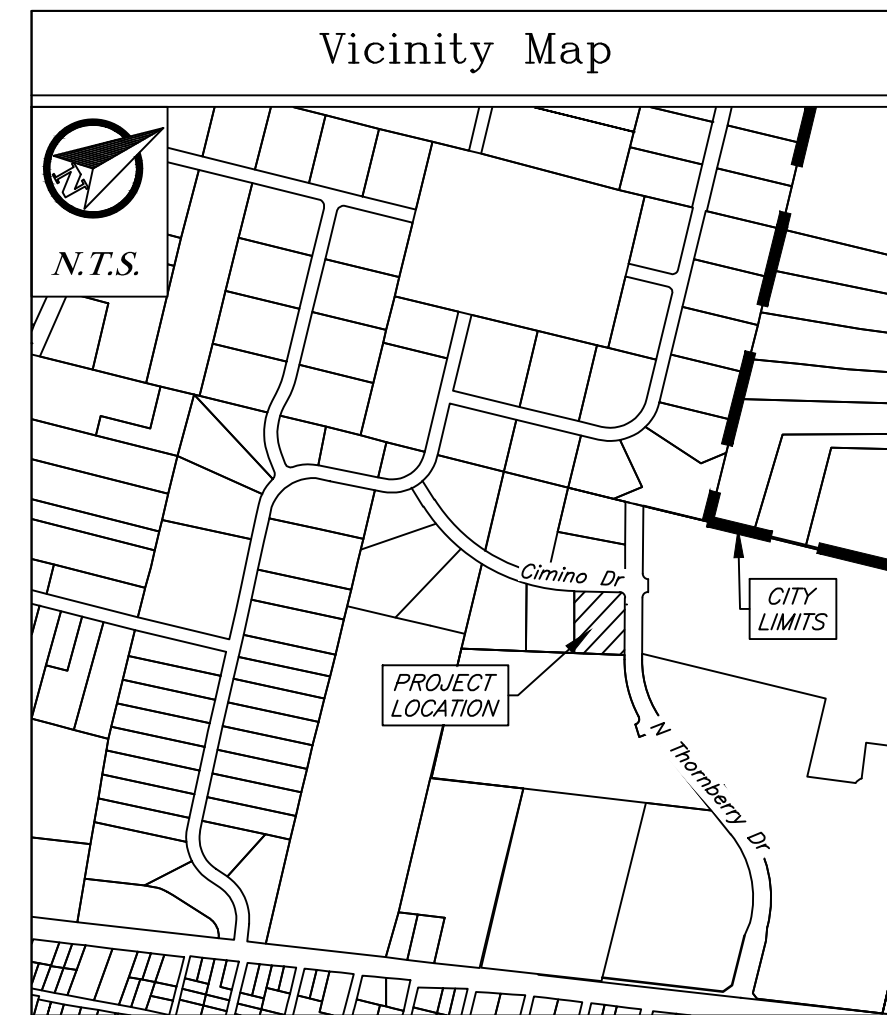 Vicinity Map
N
N.T.S.
Cimino Dr
CITY
LIMITS
PROJECT
LOCATION
N Thornberry Dr